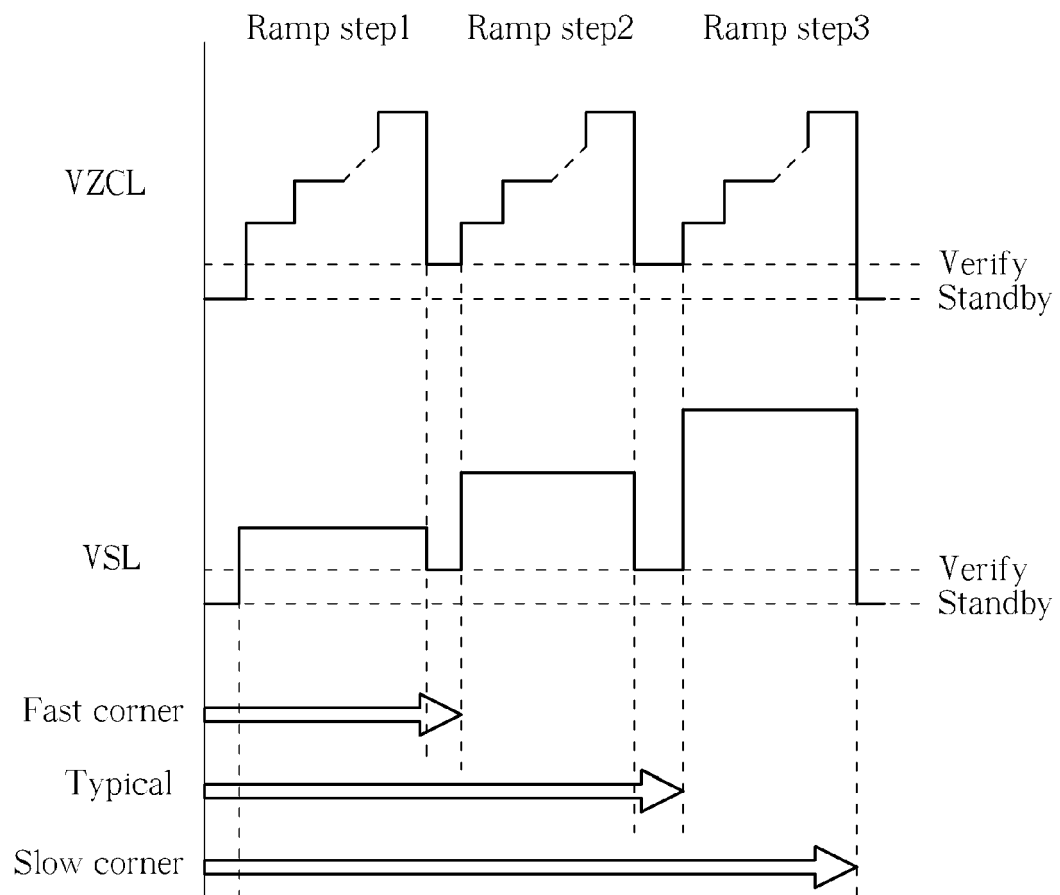 Ramp step1 Ramp step2 Ramp step3
VZCL
Verify
Standby
VSL
Verify
Standby
Fast corner
Typical
Slow corner